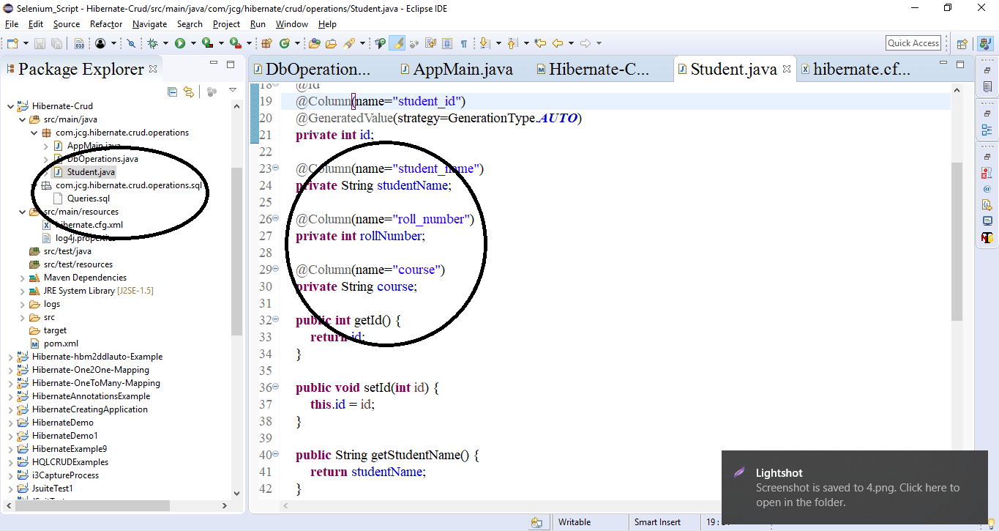 Selenium_Script - Hibernate-Crud/src/main/java/com/jcg/hibernate/crud/operations/Student.java - Eclipse IDE
File Edit Source Refactor Navigate Search Project Run Window Help
Quick Access
Package Explorer
DbOperation... AppMain.java Hibernate-C... Student.java hibernate.cf...
Hibernate-Crud
src/main/java
com.jcg.hibernate.crud.operations
AppMain.java
DbOperations.java
Student.java
com.jcg.hibernate.crud.operations.sql
Queries.sql
src/main/resources
hibernate.cfg.xml
log4j.properties
src/test/java
src/test/resources
Maven Dependencies
JRE System Library [J2SE-1.5]
logs
src
target
pom.xml
Hibernate-hbm2ddlauto-Example
Hibernate-One2One-Mapping
Hibernate-OneToMany-Mapping
HibernateAnnotationsExample
HibernateCreatingApplication
HibernateDemo
HibernateDemo1
HibernateExample9
HQLCRUDExamples
i3CaptureProcess
JsuiteTest1
18 @Id
19 @Column(name="student_id")
20 @GeneratedValue(strategy=GenerationType.AUTO)
21 private int id;
22
23 @Column(name="student_name")
24 private String studentName;
25
26 @Column(name="roll_number")
27 private int rollNumber;
28
29 @Column(name="course")
30 private String course;
31
32 public int getId() {
33 return id;
34 }
35
36 public void setId(int id) {
37 this.id = id;
38 }
39
40 public String getStudentName() {
41 return studentName;
42 }
Lightshot
Screenshot is saved to 4.png. Click here to
open in the folder.
Writable Smart Insert 19 :